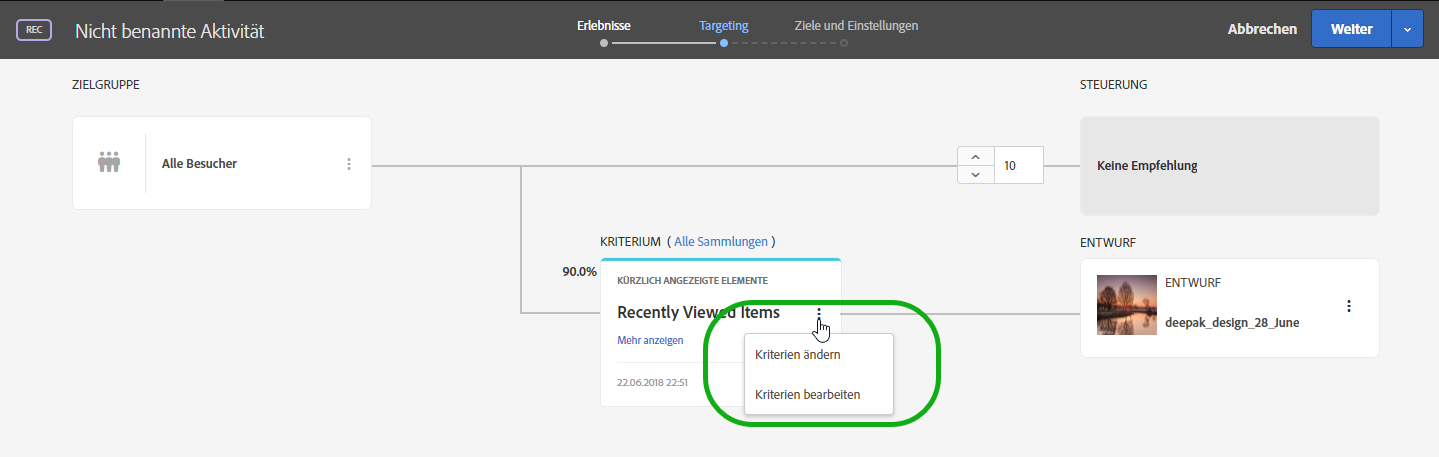 REC
Nicht benannte Aktivität
Erlebnisse
Targeting
Ziele und Einstellungen
Abbrechen
Weiter
ZIELGRUPPE
STEUERUNG
Alle Besucher
10
Keine Empfehlung
KRITERIUM ( Alle Sammlungen )
ENTWURF
90.0%
KÜRZLICH ANGEZEIGTE ELEMENTE
Recently Viewed Items
Mehr anzeigen
22.06.2018 22:51
Kriterien ändern
Kriterien bearbeiten
ENTWURF
deepak_design_28_June